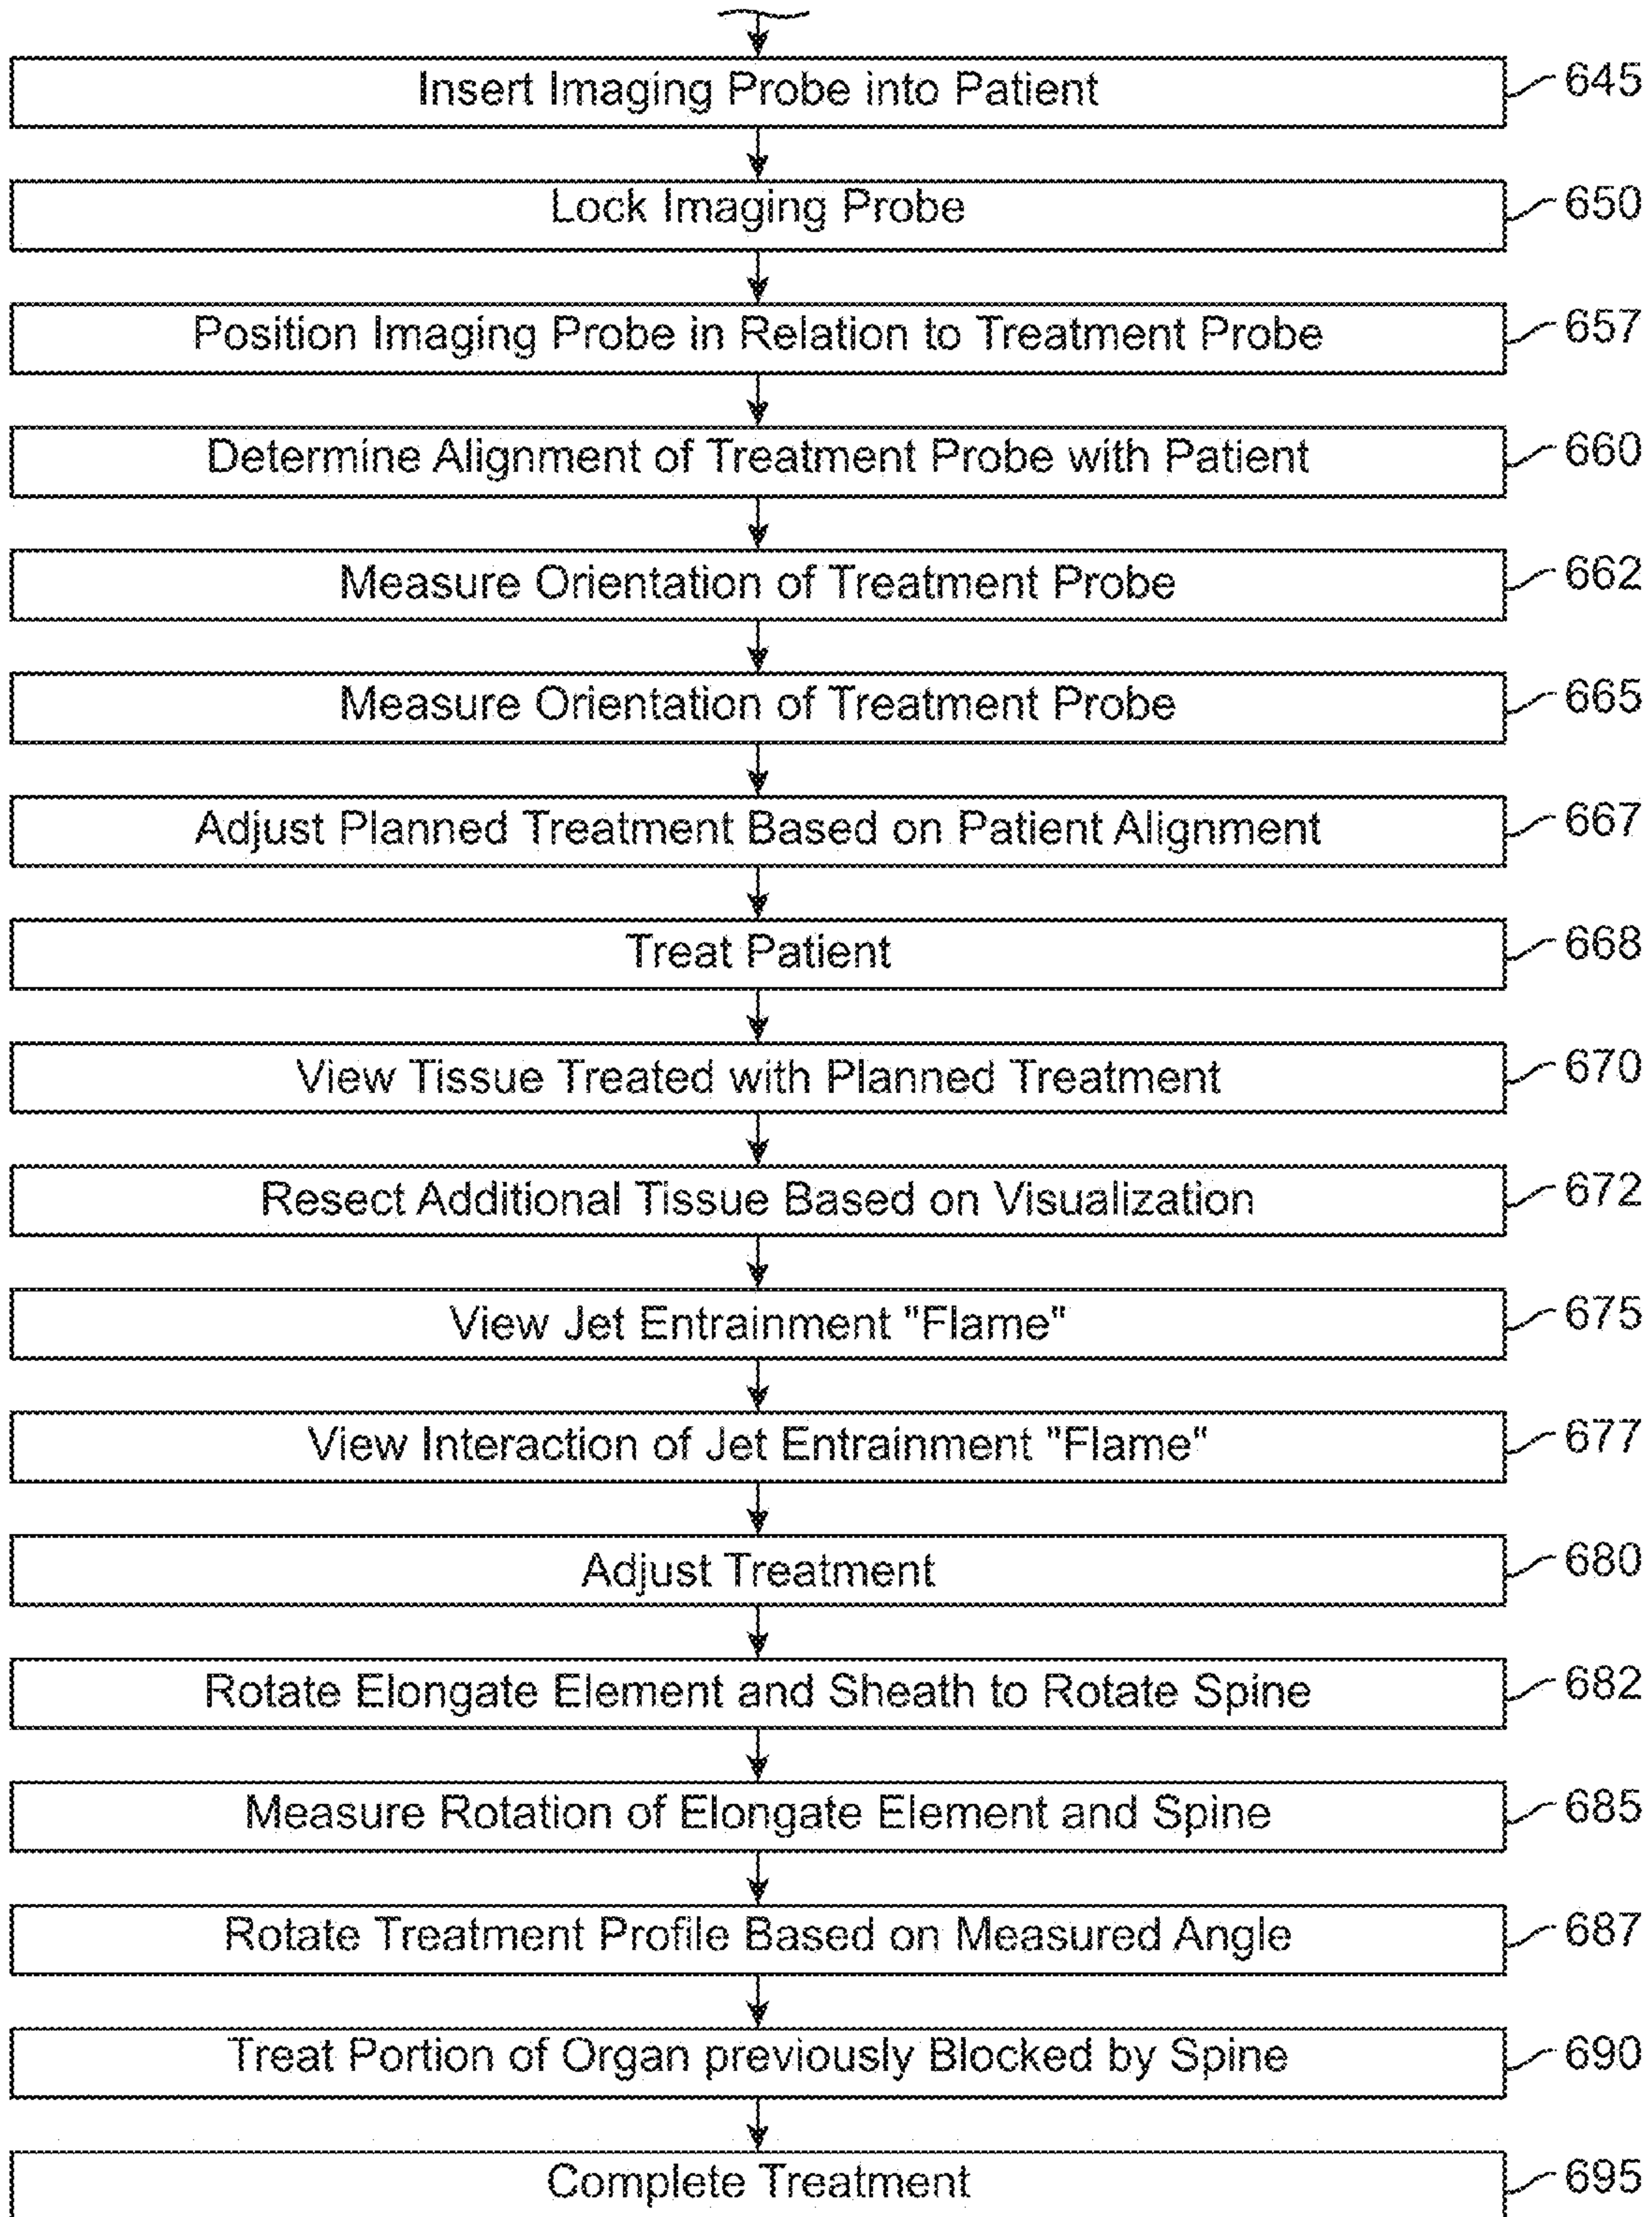 Insert Imaging Probe into Patient 645
Lock Imaging Probe 650
Position Imaging Probe in Relation to Treatment Probe 657
Determine Alignment of Treatment Probe with Patient 660
Measure Orientation of Treatment Probe 662
Measure Orientation of Treatment Probe 665
Adjust Planned Treatment Based on Patient Alignment 667
Treat Patient 668
View Tissue Treated with Planned Treatment 670
Resect Additional Tissue Based on Visualization 672
View Jet Entrainment "Flame" 675
View Interaction of Jet Entrainment "Flame" 677
Adjust Treatment 680
Rotate Elongate Element and Sheath to Rotate Spine 682
Measure Rotation of Elongate Element and Spine 685
Rotate Treatment Profile Based on Measured Angle 687
Treat Portion of Organ previously Blocked by Spine 690
Complete Treatment 695